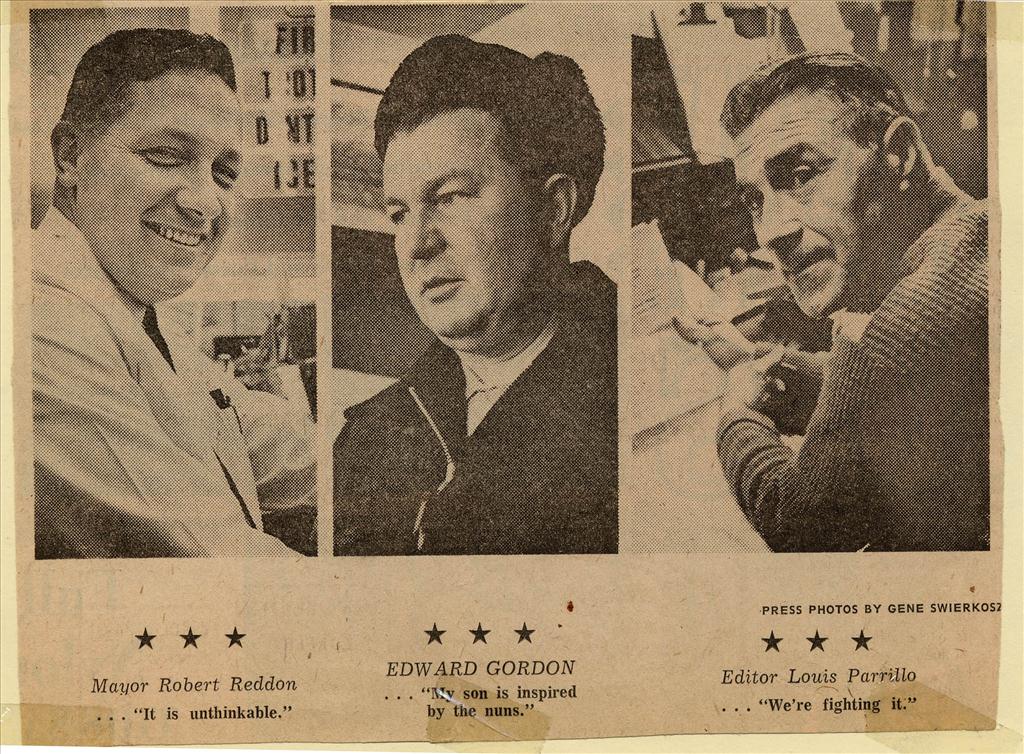 PRESS PHOTOS BY GENE SWIERKOSZ
★ ★ ★
Mayor Robert Reddon
. . . “It is unthinkable.”
★ ★ ★
EDWARD GORDON
. . . “My son is inspired
by the nuns.”
★ ★ ★
Editor Louis Parrillo
. . . “We're fighting it.”